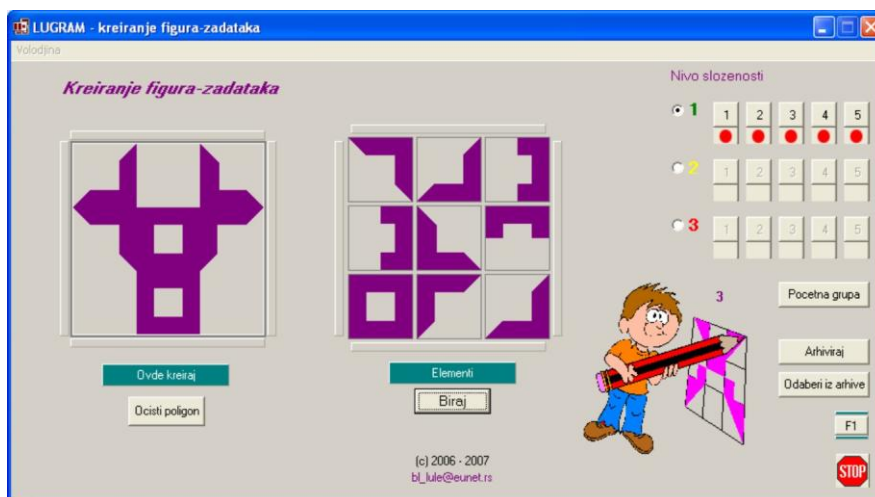 LUGRAM - kreiranje figura-zadataka
Volodjina
Kreiranje figura-zadataka
Nivo slozenosti
1 1 2 3 4 5
2 1 2 3 4 5
3 1 2 3 4 5
3
Pocetna grupa
Arhiviraj
Odaberi iz arhive
Ovde kreiraj
Elementi
Ocisti poligon
Biraj
F1
STOP
(c) 2006 - 2007
bl_lule@eunet.rs